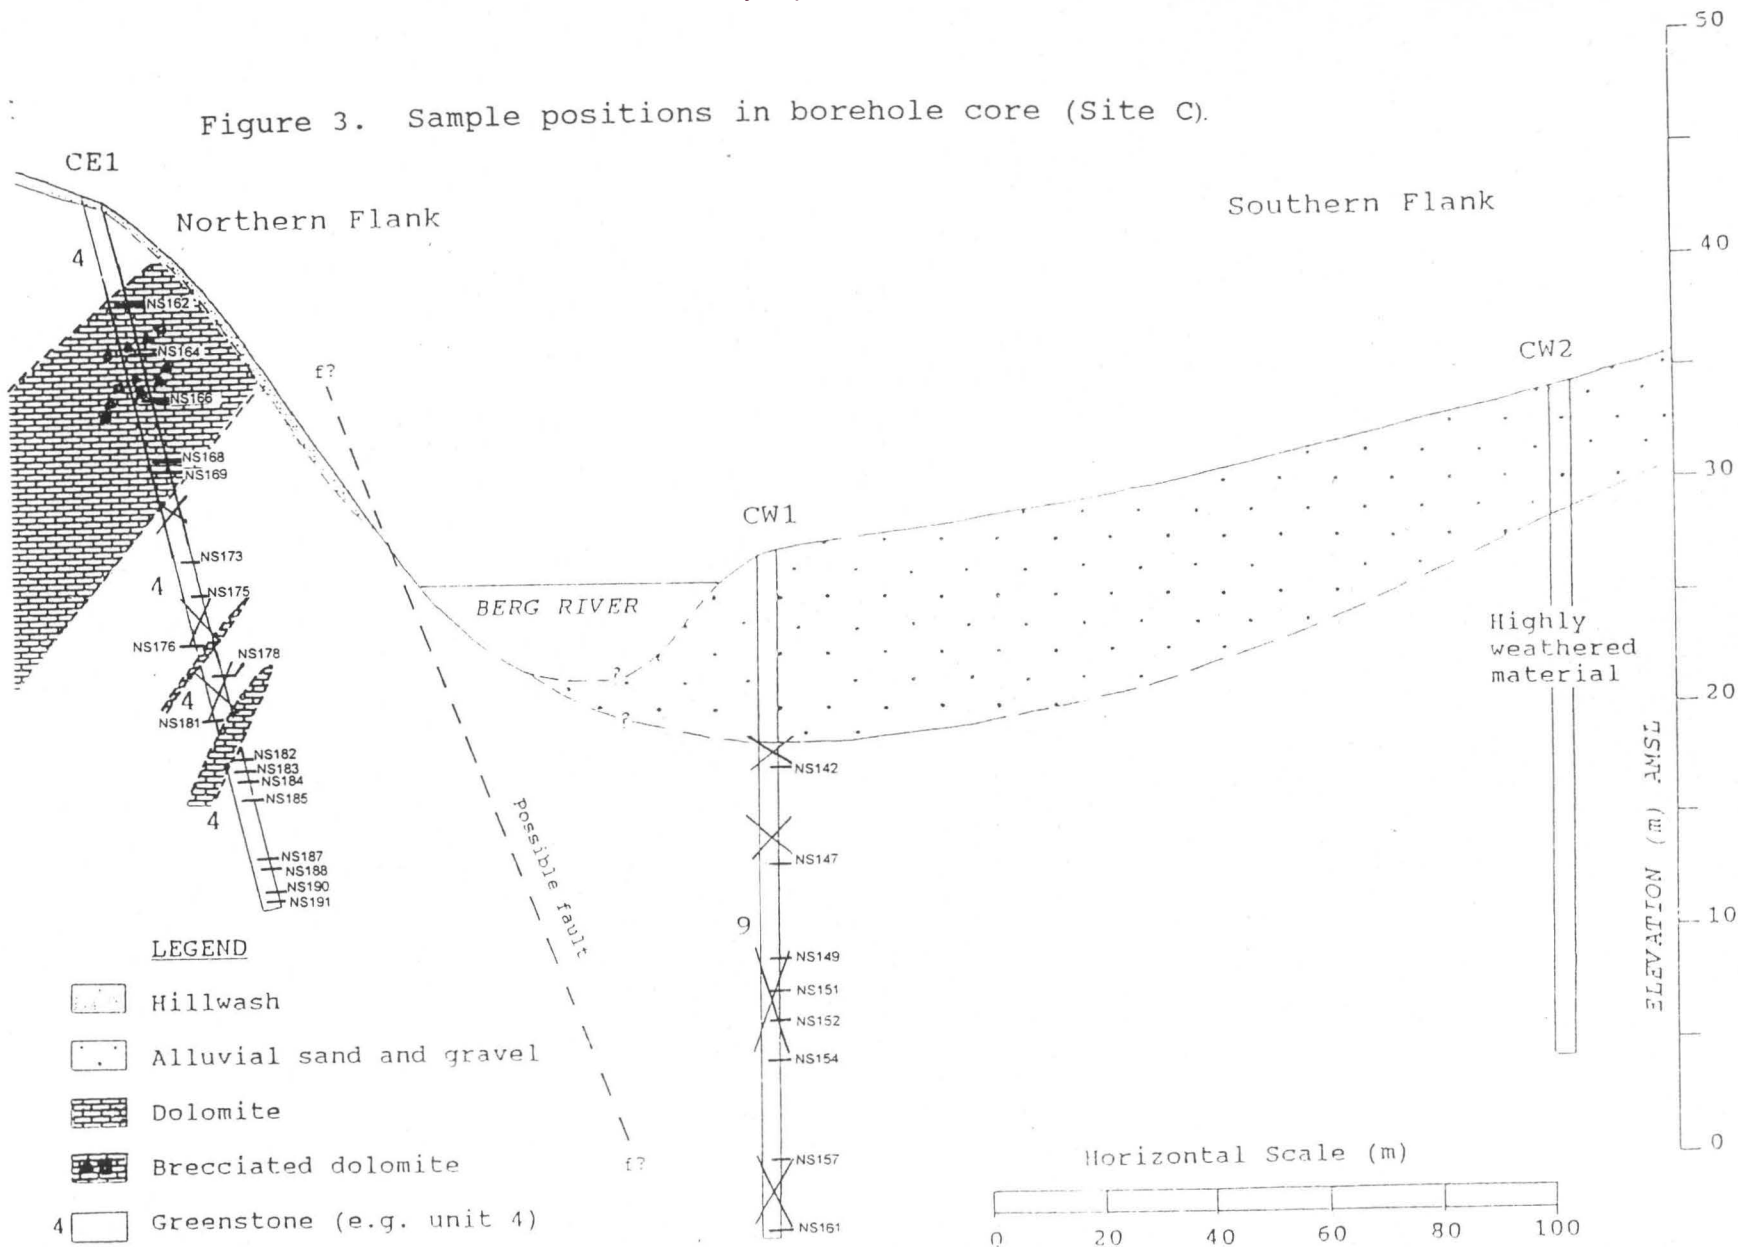 50
Figure 3. Sample positions in borehole core (Site C).
CE1
Northern Flank
Southern Flank
4
40
NS162
NS164
f?
CW2
NS166
NS168
NS169
30
CW1
NS173
4
NS175
BERG RIVER
NS176
NS178
?
Highly
weathered
material
4
NS181
?
20
NS182
NS183
NS184
NS185
4
NS142
ELEVATION (m) AMSL
Possible fault
NS147
NS187
NS188
NS190
NS191
9
10
LEGEND
NS149
NS151
Hillwash
NS152
Alluvial sand and gravel
NS154
Dolomite
Brecciated dolomite
f?
NS157
Horizontal Scale (m)
0
4
Greenstone (e.g. unit 4)
NS161
0 20 40 60 80 100